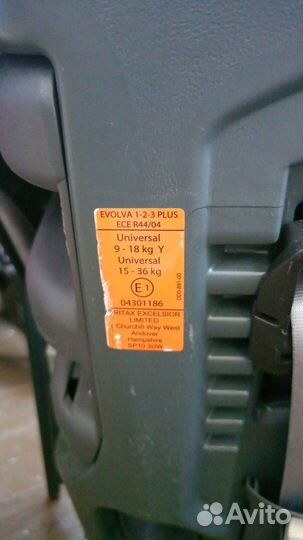 EVOLVA 1-2-3 PLUS
ECE R44/04
Universal
9 - 18 kg Y
Universal
15 - 36 kg
E1
04301186
RITAX EXCELSIOR
LIMITED
Churchill Way West
Andover
Hampshire
SP10 3UW
Avito